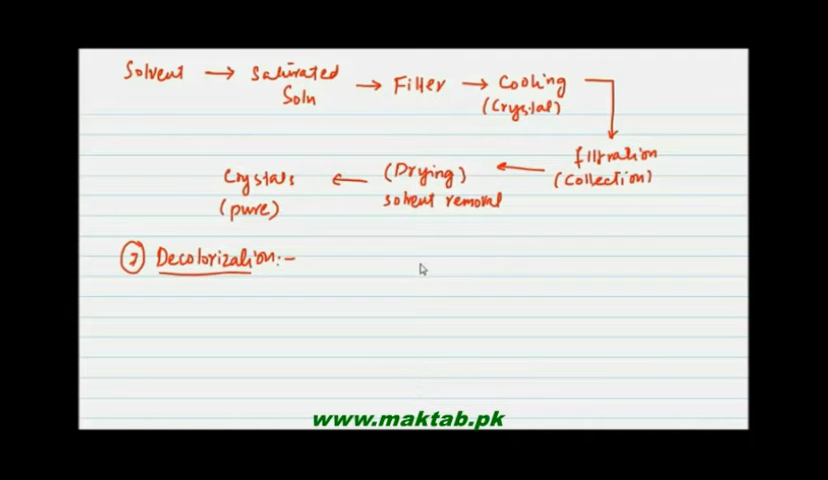 Solvent → Saturated Soln → Filter → Cooling (Crystal)
filtration (Collection)
← (Drying) solvent removal
← Crystals (pure)
⑦ Decolorization:-
www.maktab.pk